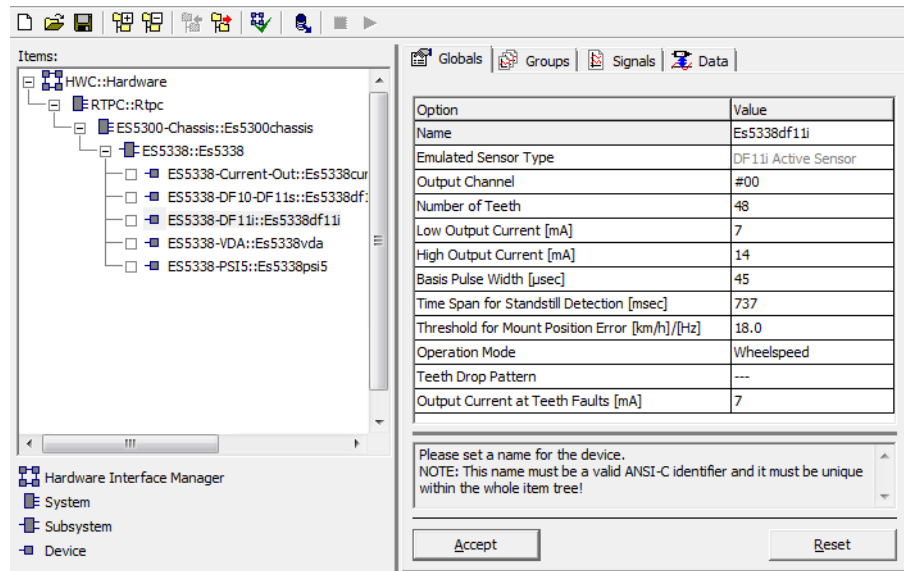 Items:
HWC::Hardware
RTPC::Rtpc
ES5300-Chassis::Es5300chassis
ES5338::Es5338
ES5338-Current-Out::Es5338cur
ES5338-DF10-DF11s::Es5338df1
ES5338-DF11i::Es5338df11i
ES5338-VDA::Es5338vda
ES5338-PSI5::Es5338psi5
Hardware Interface Manager
System
Subsystem
Device
Globals Groups Signals Data
Option Value
Name Es5338df11i
Emulated Sensor Type DF11i Active Sensor
Output Channel #00
Number of Teeth 48
Low Output Current [mA] 7
High Output Current [mA] 14
Basis Pulse Width [µsec] 45
Time Span for Standstill Detection [msec] 737
Threshold for Mount Position Error [km/h]/[Hz] 18.0
Operation Mode Wheelspeed
Teeth Drop Pattern ---
Output Current at Teeth Faults [mA] 7
Please set a name for the device.
NOTE: This name must be a valid ANSI-C identifier and it must be unique
within the whole item tree!
Accept Reset